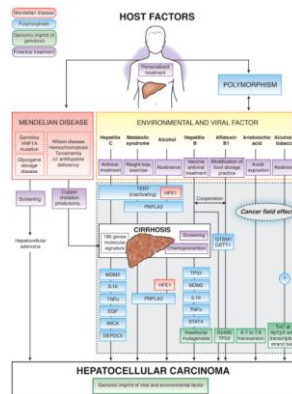 Mendelian disease
Polymorphism
Genomic imprint
(of genotoxin)
Potential treatment
HOST FACTORS
Personalized
treatment
POLYMORPHISM
MENDELIAN DISEASE
Germline
HNF1A
mutation
Glycogene
storage
disease
Wilson disease
Hemochromatosis
Tyrosinemia
α1 antitrypsin deficiency
Screening
Copper
chelation
phlebotomy
Hepatocellular
adenoma
ENVIRONMENTAL AND VIRAL FACTOR
Hepatitis
C
Metabolic
syndrome
Alcohol
Hepatitis
B
Aflatoxin
B1
Aristolochic
acid
Alcohol
tobacco
Antiviral
treatment
Weight loss
exercise
Abstinence
Vaccine
antiviral
treatment
Modification of
food storage
practice
Avoid
exposition
Abstinence
TERT
(inactivating)
HFE1
PNPLA3
Cooperation
Cancer field effect
CIRRHOSIS
186 genes
molecular
signature
Screening
Chemoprevention
GSTM1
GSTT1
MDM2
IL10
TNFα
EGF
MICA
DEPDC5
HFE1
PNPLA3
TP53
MDM2
IL10
TNFα
STAT4
Insertional
mutagenesis
R249S
TP53
A:T to T:A
transversion
?
HEPATOCELLULAR CARCINOMA
Genomic imprint of viral and environmental factor